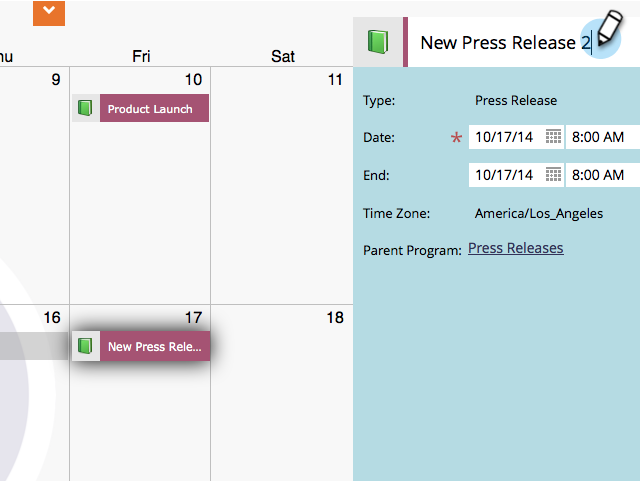 hu Fri Sat
9 10 11
Product Launch
16 17 18
New Press Rele...
New Press Release 2
Type: Press Release
Date: * 10/17/14 8:00 AM
End: 10/17/14 8:00 AM
Time Zone: America/Los_Angeles
Parent Program: Press Releases